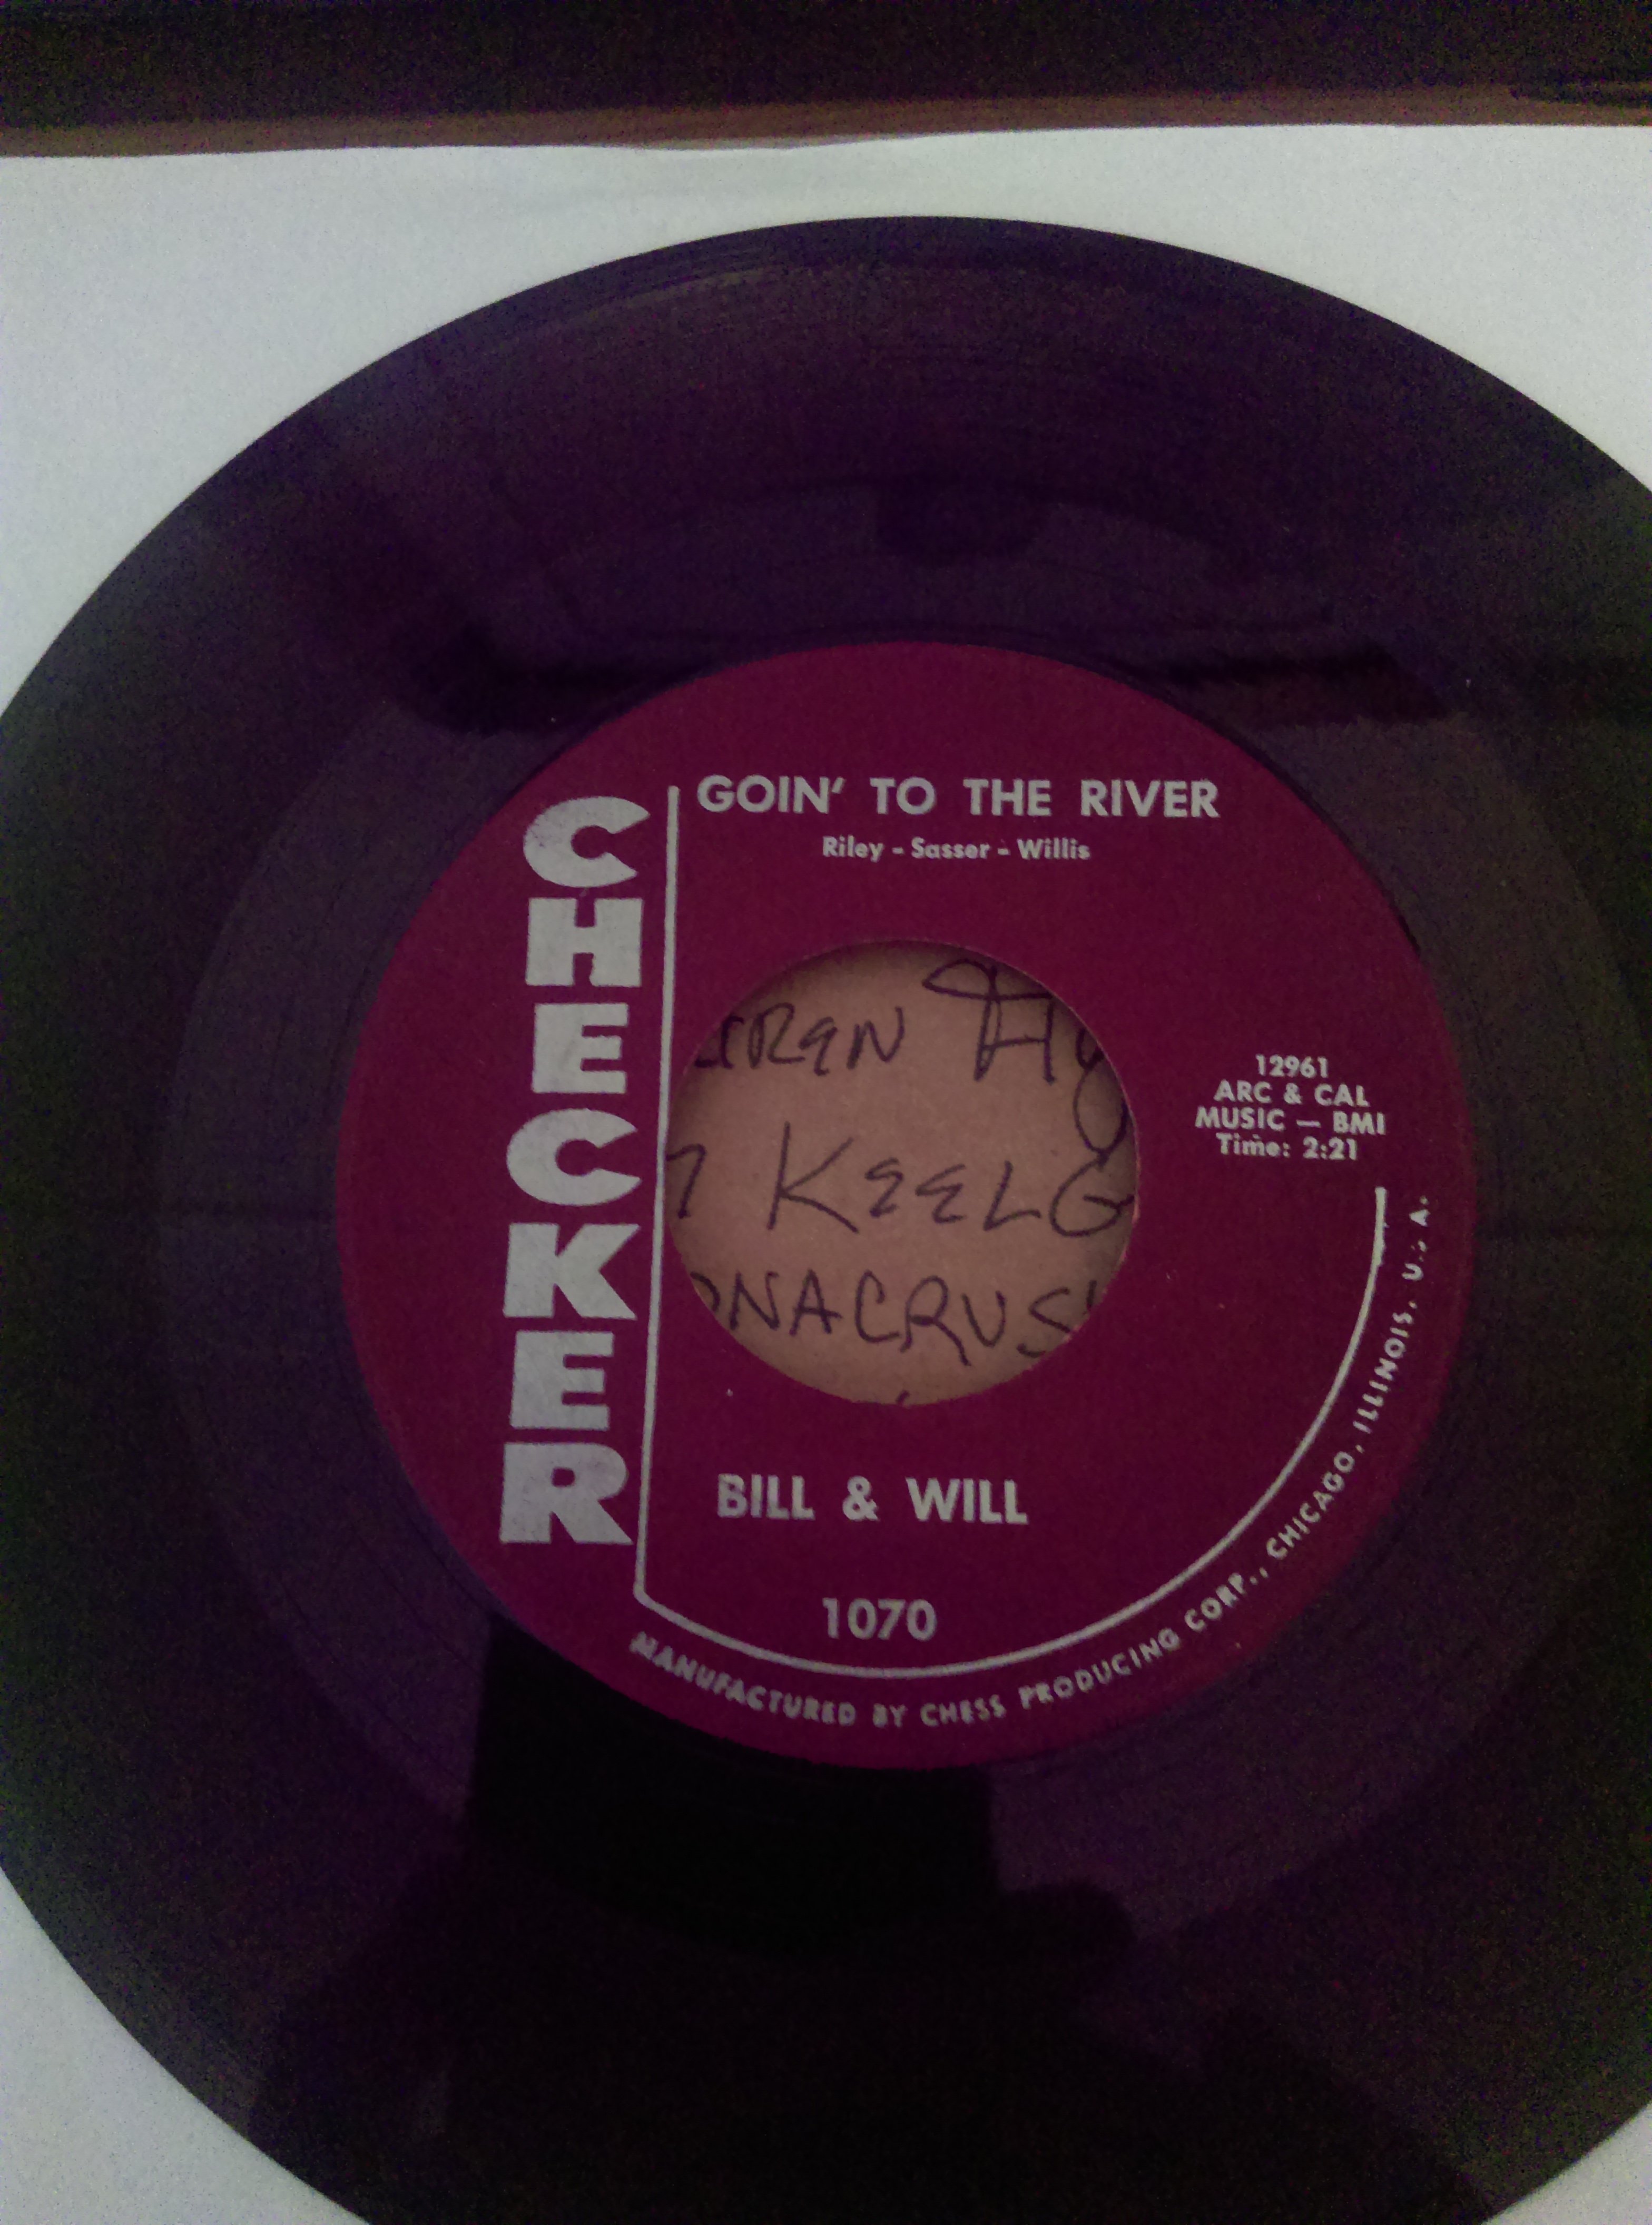 CHECKER
GOIN' TO THE RIVER
Riley - Sasser - Willis
12961
ARC & CAL
MUSIC — BMI
Time: 2:21
BILL & WILL
1070
MANUFACTURED BY CHESS PRODUCING CORP., CHICAGO, ILLINOIS, U.S.A.